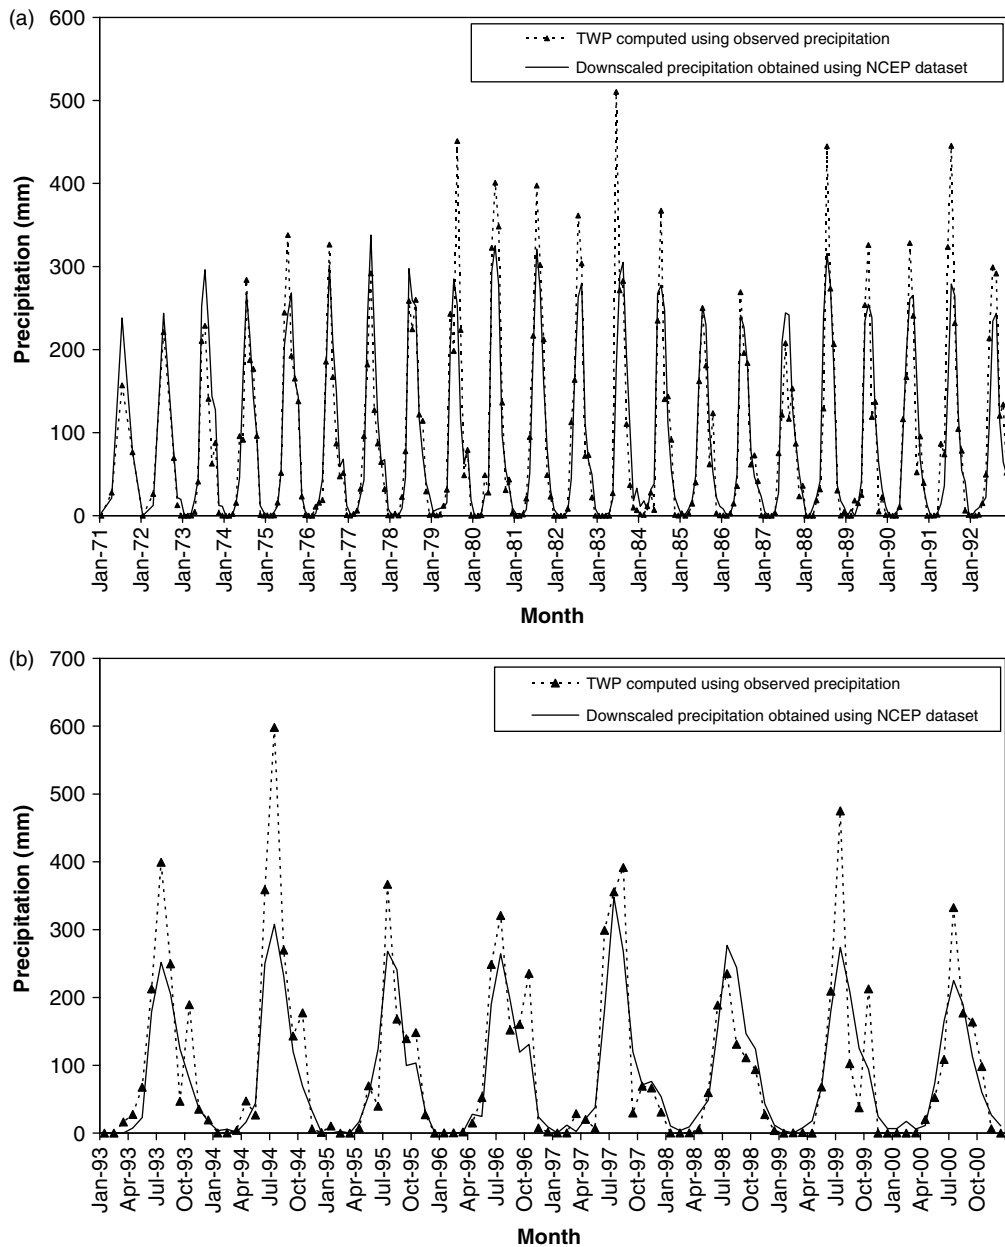 (a)
600
500
400
300
200
100
0
Precipitation (mm)
TWP computed using observed precipitation
Downscaled precipitation obtained using NCEP dataset
Jan-71
Jan-72
Jan-73
Jan-74
Jan-75
Jan-76
Jan-77
Jan-78
Jan-79
Jan-80
Jan-81
Jan-82
Jan-83
Jan-84
Jan-85
Jan-86
Jan-87
Jan-88
Jan-89
Jan-90
Jan-91
Jan-92
Month
(b)
700
600
500
400
300
200
100
0
Precipitation (mm)
TWP computed using observed precipitation
Downscaled precipitation obtained using NCEP dataset
Jan-93
Apr-93
Jul-93
Oct-93
Jan-94
Apr-94
Jul-94
Oct-94
Jan-95
Apr-95
Jul-95
Oct-95
Jan-96
Apr-96
Jul-96
Oct-96
Jan-97
Apr-97
Jul-97
Oct-97
Jan-98
Apr-98
Jul-98
Oct-98
Jan-99
Apr-99
Jul-99
Oct-99
Jan-00
Apr-00
Jul-00
Oct-00
Month